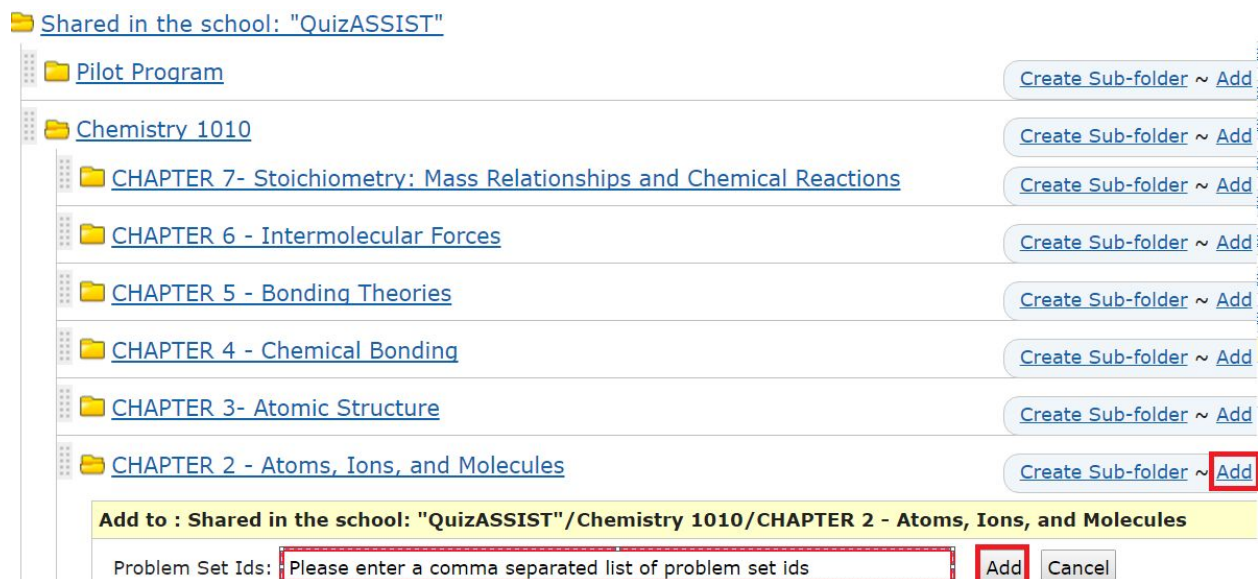 Shared in the school: "QuizASSIST"
Pilot Program Create Sub-folder ~ Add
Chemistry 1010 Create Sub-folder ~ Add
CHAPTER 7- Stoichiometry: Mass Relationships and Chemical Reactions Create Sub-folder ~ Add
CHAPTER 6 - Intermolecular Forces Create Sub-folder ~ Add
CHAPTER 5 - Bonding Theories Create Sub-folder ~ Add
CHAPTER 4 - Chemical Bonding Create Sub-folder ~ Add
CHAPTER 3- Atomic Structure Create Sub-folder ~ Add
CHAPTER 2 - Atoms, Ions, and Molecules Create Sub-folder ~ Add
Add to : Shared in the school: "QuizASSIST"/Chemistry 1010/CHAPTER 2 - Atoms, Ions, and Molecules
Problem Set Ids: Please enter a comma separated list of problem set ids Add Cancel